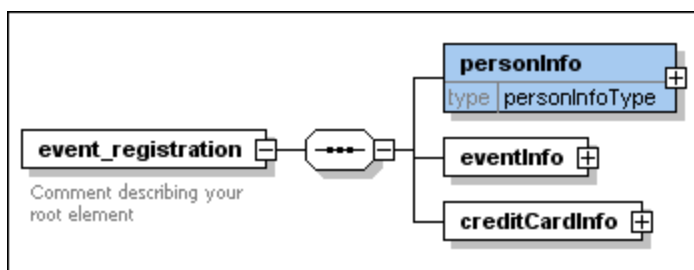 personInfo
type personInfoType
event_registration
eventInfo
Comment describing your
root element
creditCardInfo